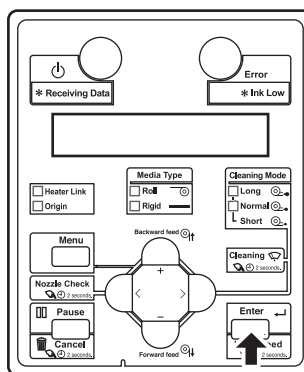 Error
* Receiving Data
* Ink Low
Media Type
Roll
Rigid
Cleaning Mode
Long
Normal
Short
Heater Link
Origin
Menu
Backward feed
Cleaning
2 seconds.
Nozzle Check
2 seconds.
+
< >
−
Pause
Enter
Cancel
2 seconds.
Forward feed